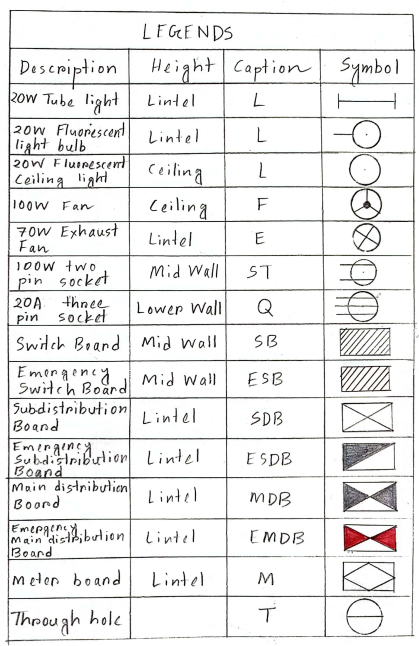 LEGENDS
Description Height Caption Symbol
20W Tube light Lintel L
20W Fluorescent
light bulb Lintel L
20W Fluorescent
Ceiling light Ceiling L
100W Fan Ceiling F
70W Exhaust
Fan Lintel E
100W two
pin socket Mid Wall ST
20A three
pin socket Lower Wall Q
Switch Board Mid Wall SB
Emergency
Switch Board Mid Wall ESB
Subdistribution
Board Lintel SDB
Emergency
Subdistribution
Board Lintel ESDB
Main distribution
Board Lintel MDB
Emergency
Main distribution
Board Lintel EMDB
Meter board Lintel M
Through hole T